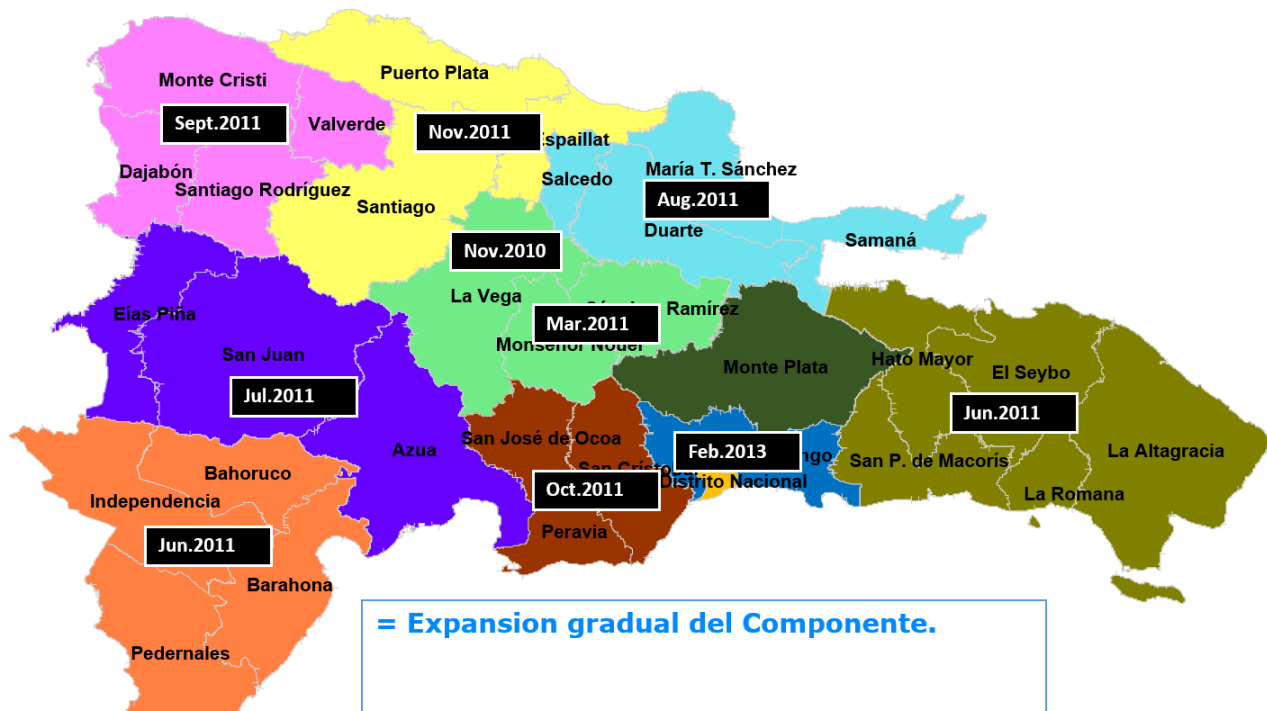 Puerto Plata
Monte Cristi
Sept.2011
Valverde
Nov.2011
Espaillat
Dajabón
Santiago Rodríguez
Salcedo
María T. Sánchez
Aug.2011
Santiago
Duarte
Samaná
Nov.2010
La Vega
Ramírez
Eías Piña
Mar.2011
Monseñor Nouel
San Juan
Monte Plata
Hato Mayor
El Seybo
Jul.2011
Jun.2011
San José de Ocoa
Azua
Feb.2013
La Altagracia
San P. de Macorís
Bahoruco
San Cristobal
Distrito Nacional
Independencia
Oct.2011
La Romana
Peravia
Jun.2011
Barahona
= Expansion gradual del Componente.
Pedernales